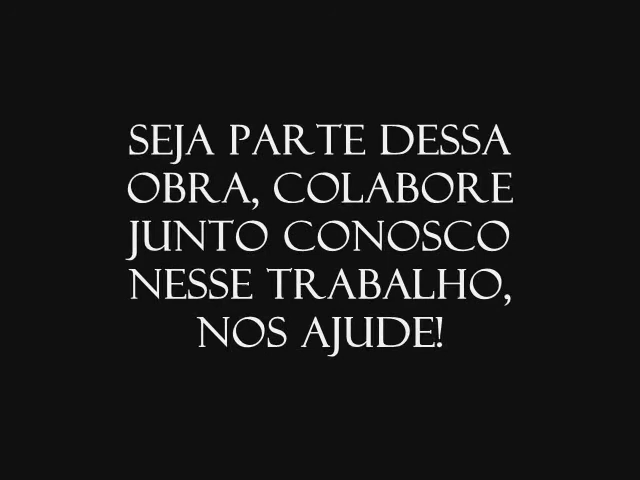 SEJA PARTE DESSA
OBRA, COLABORE
JUNTO CONOSCO
NESSE TRABALHO,
NOS AJUDE!